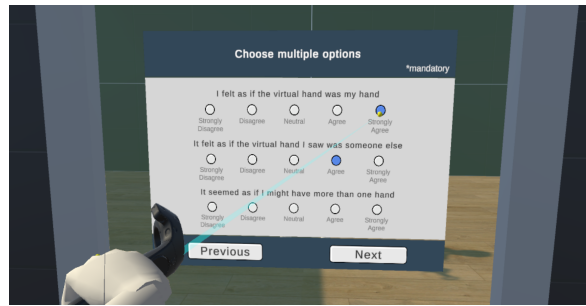 Choose multiple options
*mandatory
I felt as if the virtual hand was my hand
Strongly Disagree Disagree Neutral Agree Strongly Agree
It felt as if the virtual hand I saw was someone else
Strongly Disagree Disagree Neutral Agree Strongly Agree
It seemed as if I might have more than one hand
Strongly Disagree Disagree Neutral Agree Strongly Agree
Previous Next